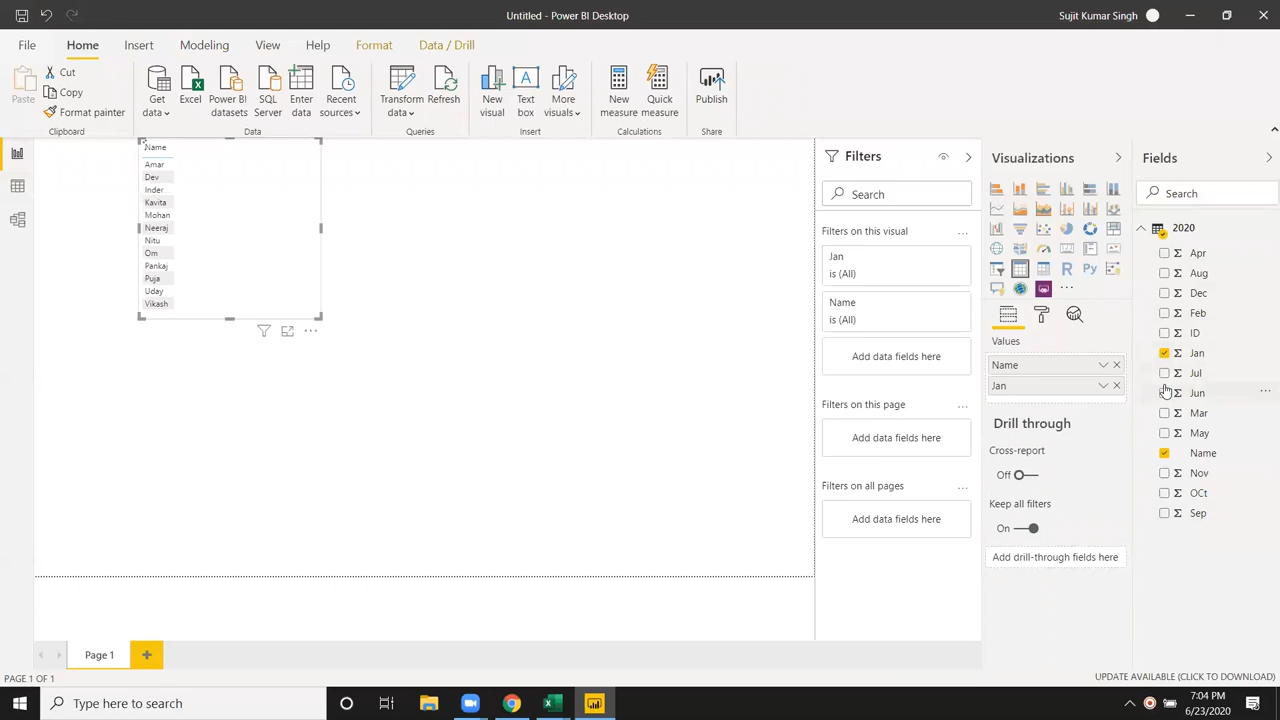 Untitled - Power BI Desktop
Sujit Kumar Singh
File Home Insert Modeling View Help Format Data / Drill
Paste
Cut
Copy
Format painter
Clipboard
Get data
Excel
Power BI datasets
SQL Server
Enter data
Recent sources
Data
Transform data
Refresh
Queries
New visual
Text box
More visuals
Insert
New measure
Quick measure
Calculations
Publish
Share
Name
Amar
Dev
Inder
Kavita
Mohan
Neeraj
Nitu
Om
Pankaj
Puja
Uday
Vikash
Filters
Search
Filters on this visual
Jan
is (All)
Name
is (All)
Add data fields here
Filters on this page
Add data fields here
Filters on all pages
Add data fields here
Visualizations
R
Py
Values
Name
Jan
Drill through
Cross-report
Off
Keep all filters
On
Add drill-through fields here
Fields
Search
2020
Apr
Aug
Dec
Feb
ID
Jan
Jul
Jun
Mar
May
Name
Nov
OCt
Sep
Page 1
PAGE 1 OF 1
UPDATE AVAILABLE (CLICK TO DOWNLOAD)
Type here to search
7:04 PM
6/23/2020